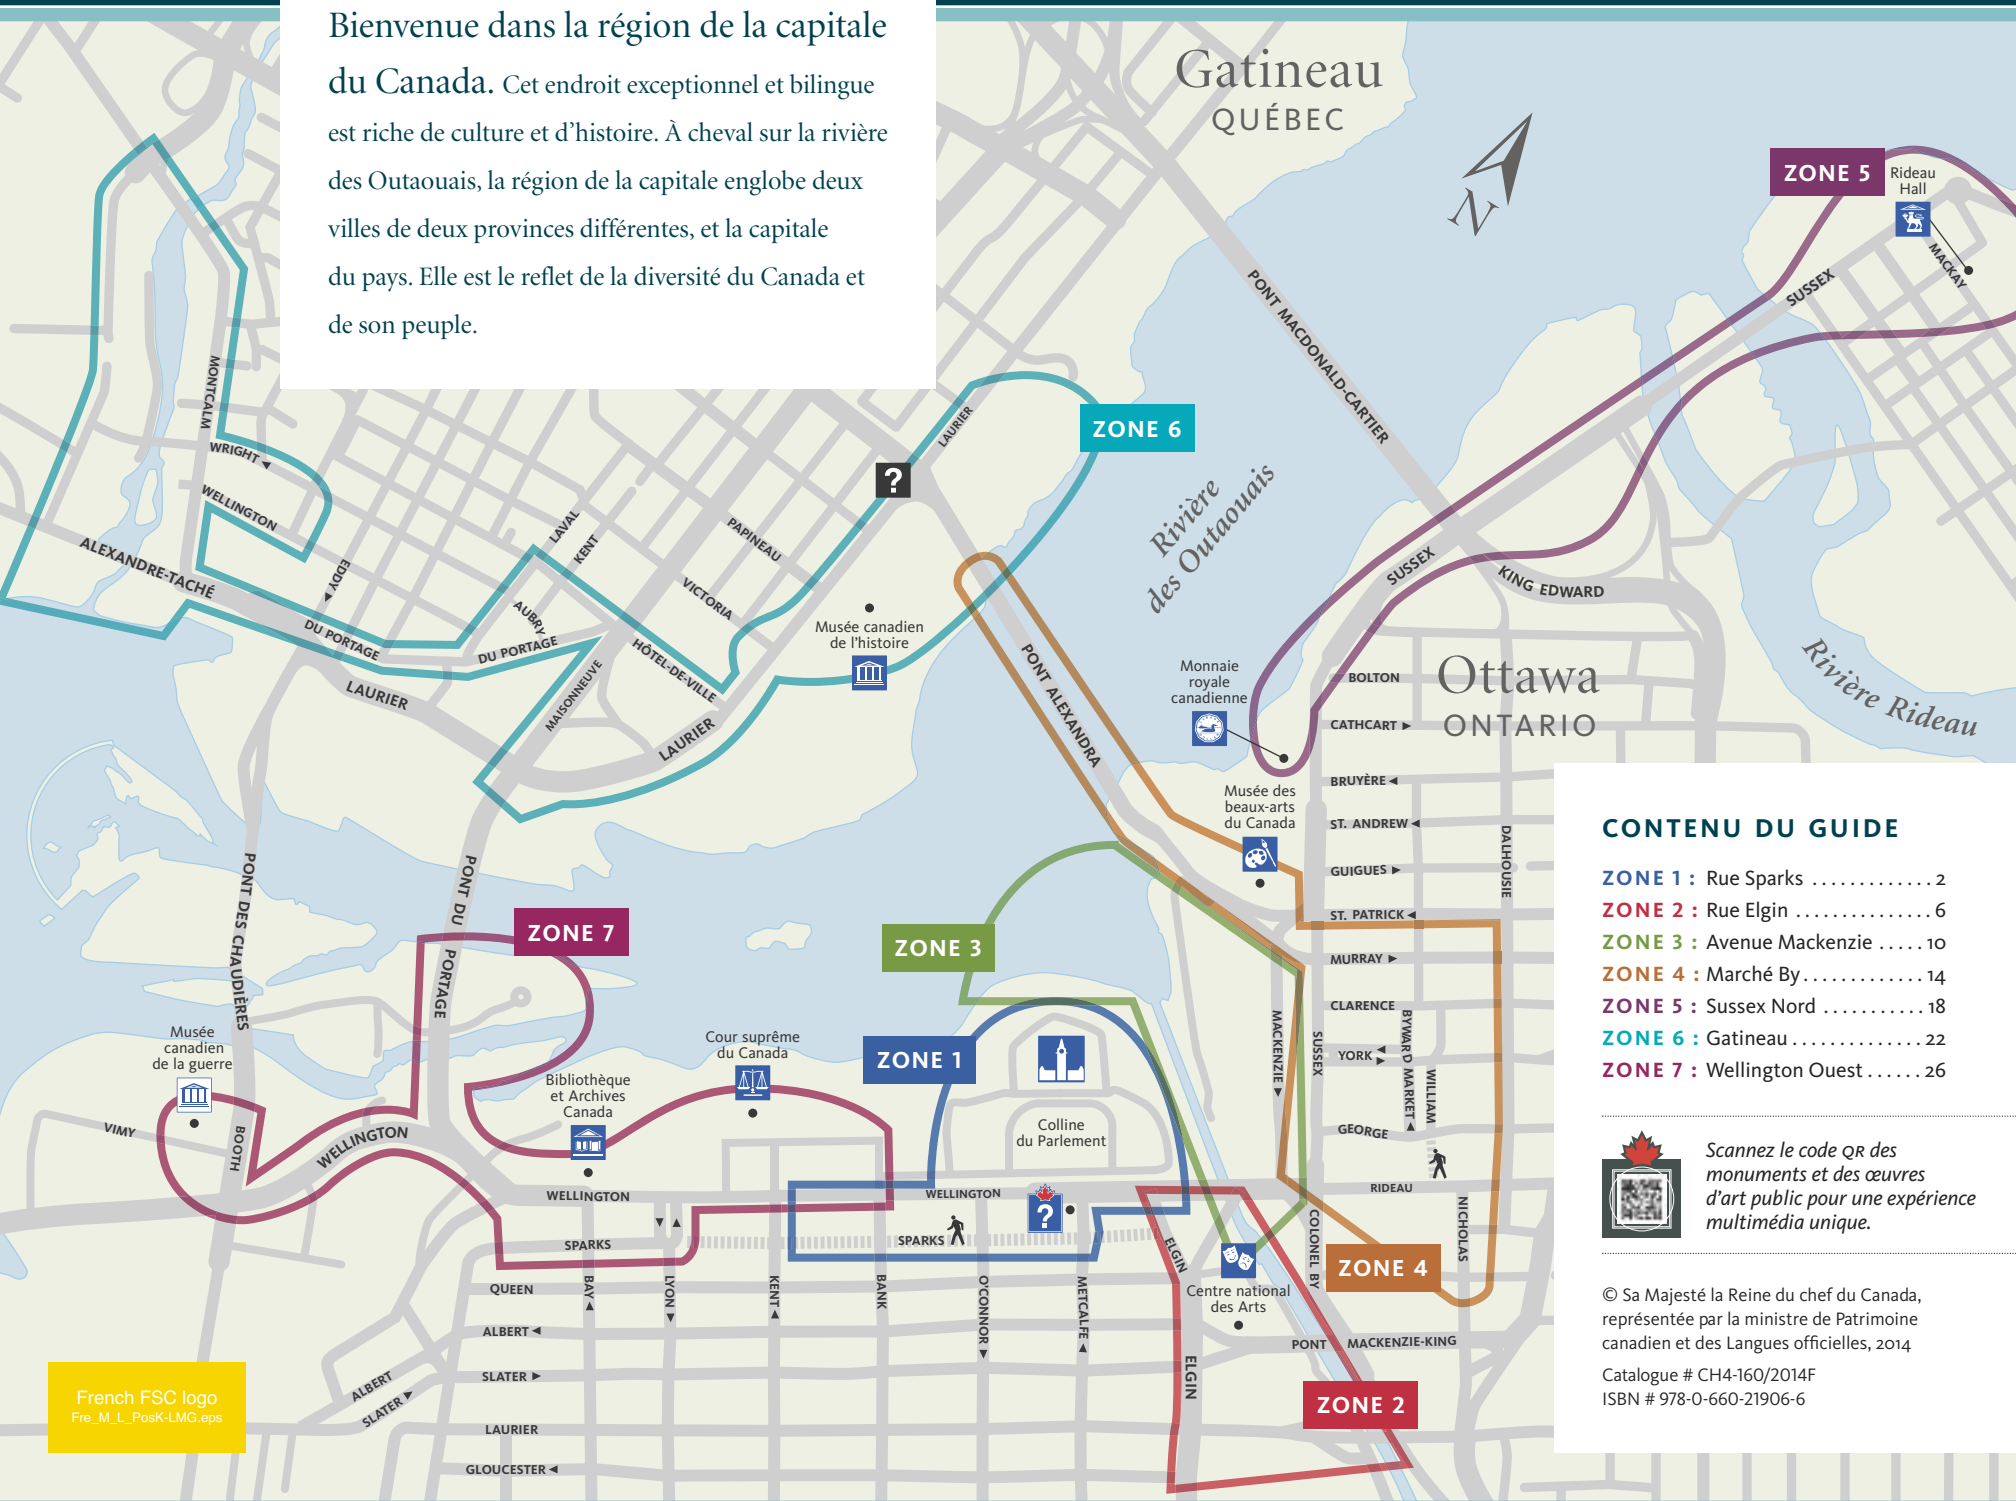 Bienvenue dans la région de la capitale
du Canada. Cet endroit exceptionnel et bilingue
est riche de culture et d’histoire. À cheval sur la rivière
des Outaouais, la région de la capitale englobe deux
villes de deux provinces différentes, et la capitale
du pays. Elle est le reflet de la diversité du Canada et
de son peuple.
Gatineau
QUÉBEC
N
ZONE 5
Rideau
Hall
MACKAY
SUSSEX
PONT MACDONALD-CARTIER
MONTCALM
WRIGHT
WELLINGTON
ALEXANDRE-TACHÉ
EDDY
LAVAL
KENT
PAPINEAU
VICTORIA
AUBRY
DU PORTAGE
DU PORTAGE
HÔTEL-DE-VILLE
MAISONNEUVE
LAURIER
LAURIER
LAURIER
?
ZONE 6
Rivière
des Outaouais
Musée canadien
de l’histoire
PONT ALEXANDRA
SUSSEX
KING EDWARD
Ottawa
ONTARIO
Rivière Rideau
Monnaie
royale
canadienne
BOLTON
CATHCART
BRUYÈRE
ST. ANDREW
GUIGUES
ST. PATRICK
MURRAY
CLARENCE
YORK
GEORGE
RIDEAU
DALHOUSIE
BYWARD MARKET
WILLIAM
NICHOLAS
MACKENZIE
SUSSEX
COLONEL BY
Musée des
beaux-arts
du Canada
PONT DES CHAUDIÈRES
PONT DU PORTAGE
ZONE 7
ZONE 3
ZONE 1
Musée
canadien
de la guerre
VIMY
BOOTH
WELLINGTON
Bibliothèque
et Archives
Canada
Cour suprême
du Canada
Colline
du Parlement
WELLINGTON
WELLINGTON
?
SPARKS
SPARKS
QUEEN
BAY
LYON
KENT
BANK
O’CONNOR
METCALFE
ELGIN
ELGIN
Centre national
des Arts
ZONE 4
PONT MACKENZIE-KING
ZONE 2
ALBERT
SLATER
ALBERT
SLATER
LAURIER
GLOUCESTER
French FSC logo
Fre_M_L_PosK-LMG.eps
CONTENU DU GUIDE
ZONE 1 : Rue Sparks . . . . . . . . . . . . . 2
ZONE 2 : Rue Elgin . . . . . . . . . . . . . . . 6
ZONE 3 : Avenue Mackenzie . . . . . 10
ZONE 4 : Marché By . . . . . . . . . . . . . 14
ZONE 5 : Sussex Nord . . . . . . . . . . . 18
ZONE 6 : Gatineau . . . . . . . . . . . . . . 22
ZONE 7 : Wellington Ouest . . . . . . 26
Scannez le code QR des
monuments et des œuvres
d’art public pour une expérience
multimédia unique.
© Sa Majesté la Reine du chef du Canada,
représentée par la ministre de Patrimoine
canadien et des Langues officielles, 2014
Catalogue # CH4-160/2014F
ISBN # 978-0-660-21906-6